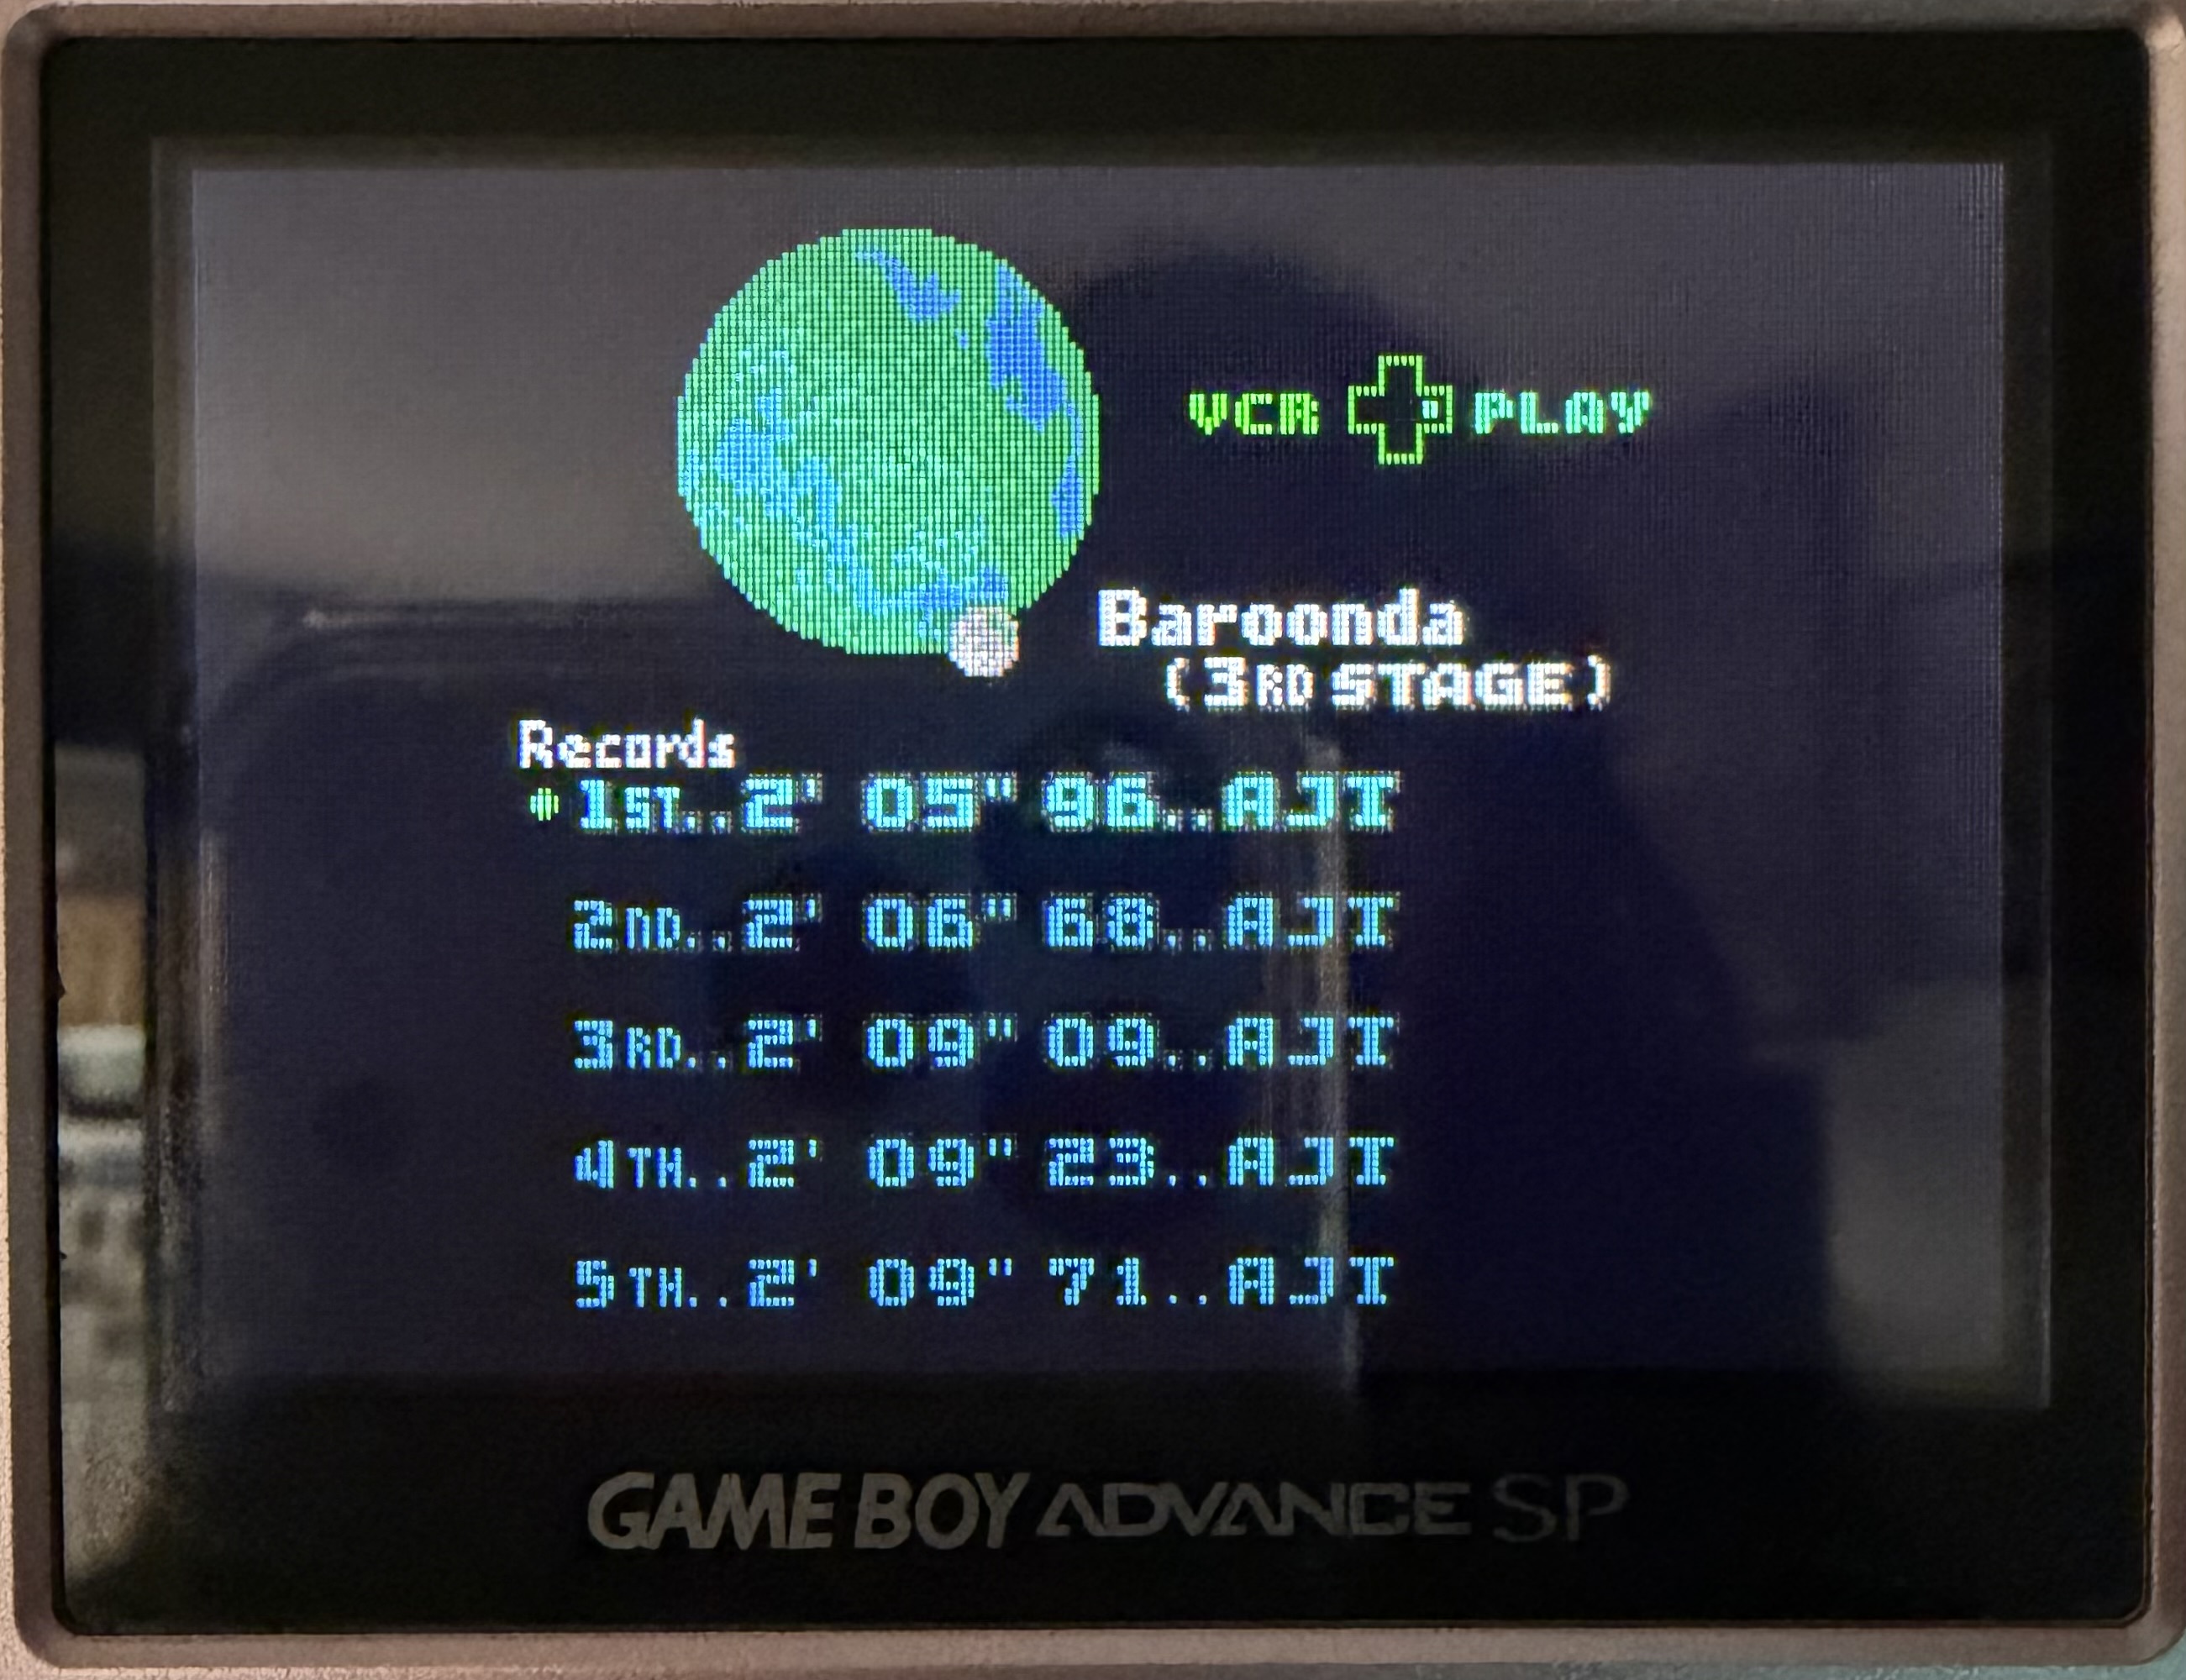 VCR PLAY
Baroonda
(3RD STAGE)
Records
1ST..2' 05" 96..AJI
2ND..2' 06" 68..AJI
3RD..2' 09" 09..AJI
4TH..2' 09" 23..AJI
5TH..2' 09" 71..AJI
GAME BOY ADVANCE SP